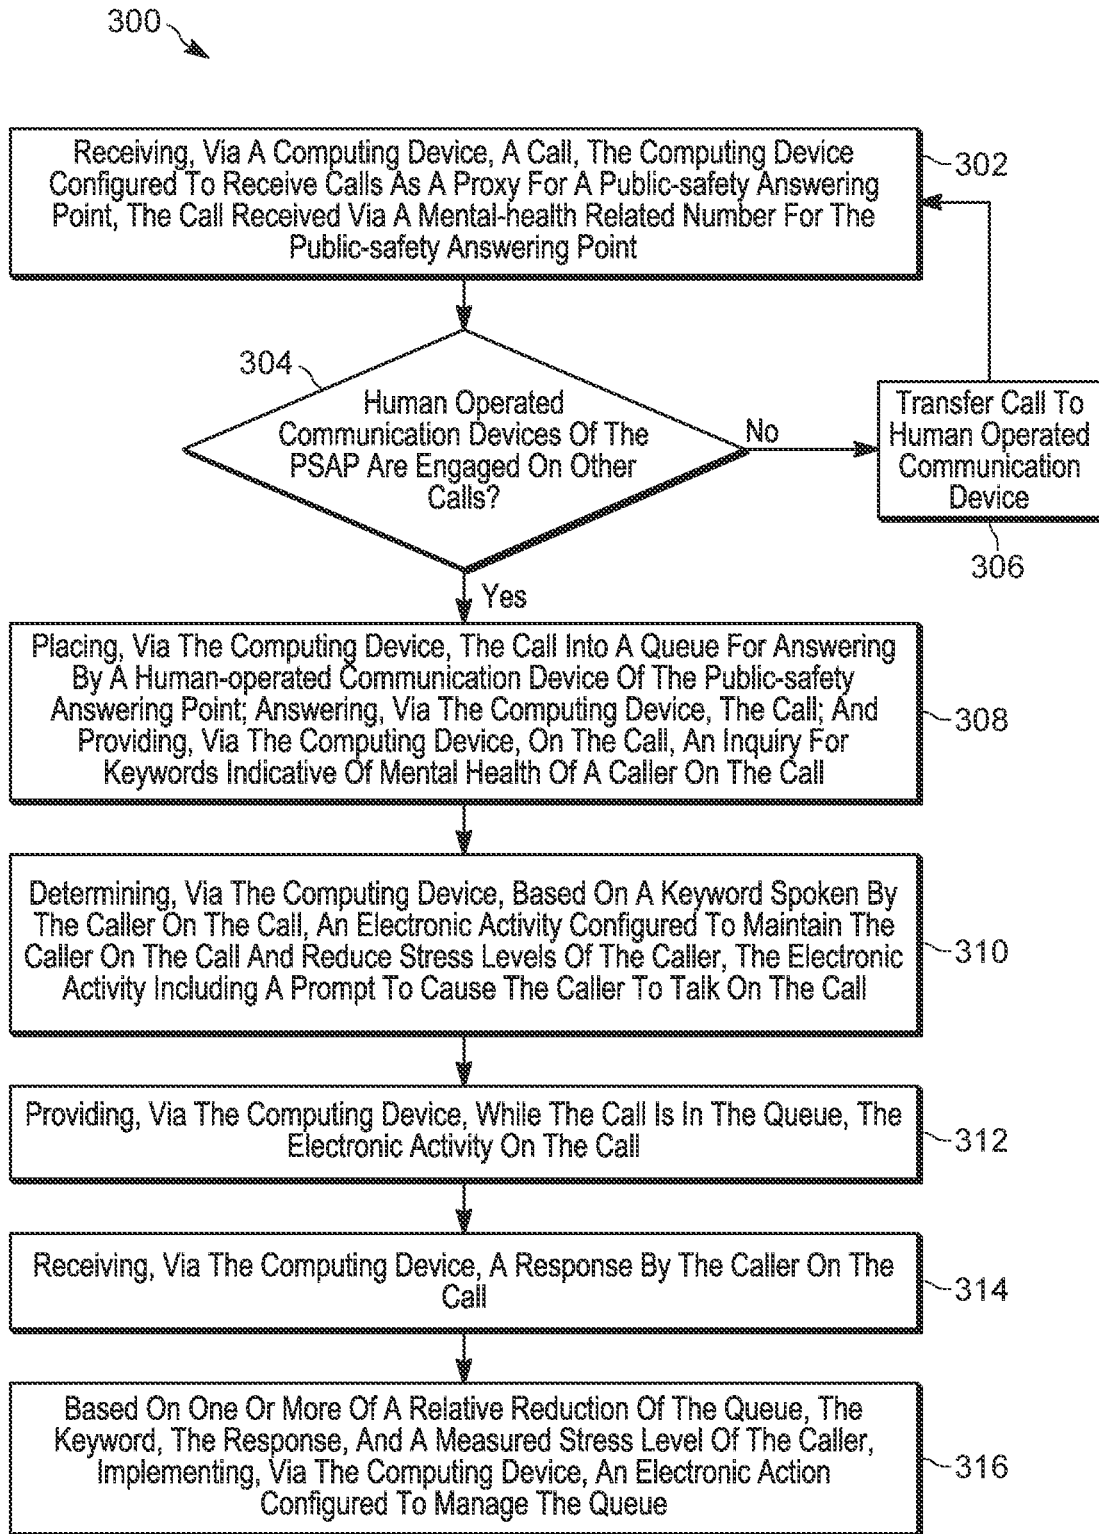 300
Receiving, Via A Computing Device, A Call, The Computing Device
Configured To Receive Calls As A Proxy For A Public-safety Answering
Point, The Call Received Via A Mental-health Related Number For The
Public-safety Answering Point
302
304
Human Operated
Communication Devices Of The
PSAP Are Engaged On Other
Calls?
No
Transfer Call To
Human Operated
Communication
Device
306
Yes
Placing, Via The Computing Device, The Call Into A Queue For Answering
By A Human-operated Communication Device Of The Public-safety
Answering Point; Answering, Via The Computing Device, The Call; And
Providing, Via The Computing Device, On The Call, An Inquiry For
Keywords Indicative Of Mental Health Of A Caller On The Call
308
Determining, Via The Computing Device, Based On A Keyword Spoken By
The Caller On The Call, An Electronic Activity Configured To Maintain The
Caller On The Call And Reduce Stress Levels Of The Caller, The Electronic
Activity Including A Prompt To Cause The Caller To Talk On The Call
310
Providing, Via The Computing Device, While The Call Is In The Queue, The
Electronic Activity On The Call
312
Receiving, Via The Computing Device, A Response By The Caller On The
Call
314
Based On One Or More Of A Relative Reduction Of The Queue, The
Keyword, The Response, And A Measured Stress Level Of The Caller,
Implementing, Via The Computing Device, An Electronic Action
Configured To Manage The Queue
316